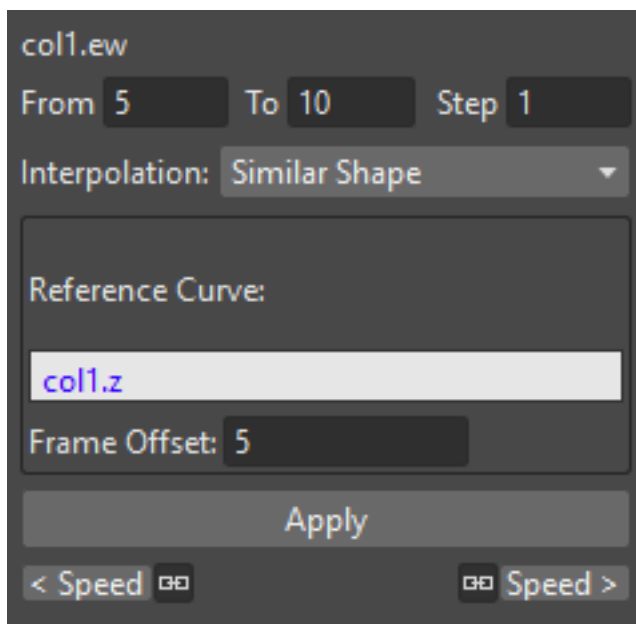 col1.ew
From 5 To 10 Step 1
Interpolation: Similar Shape
Reference Curve:
col1.z
Frame Offset: 5
Apply
< Speed Speed >